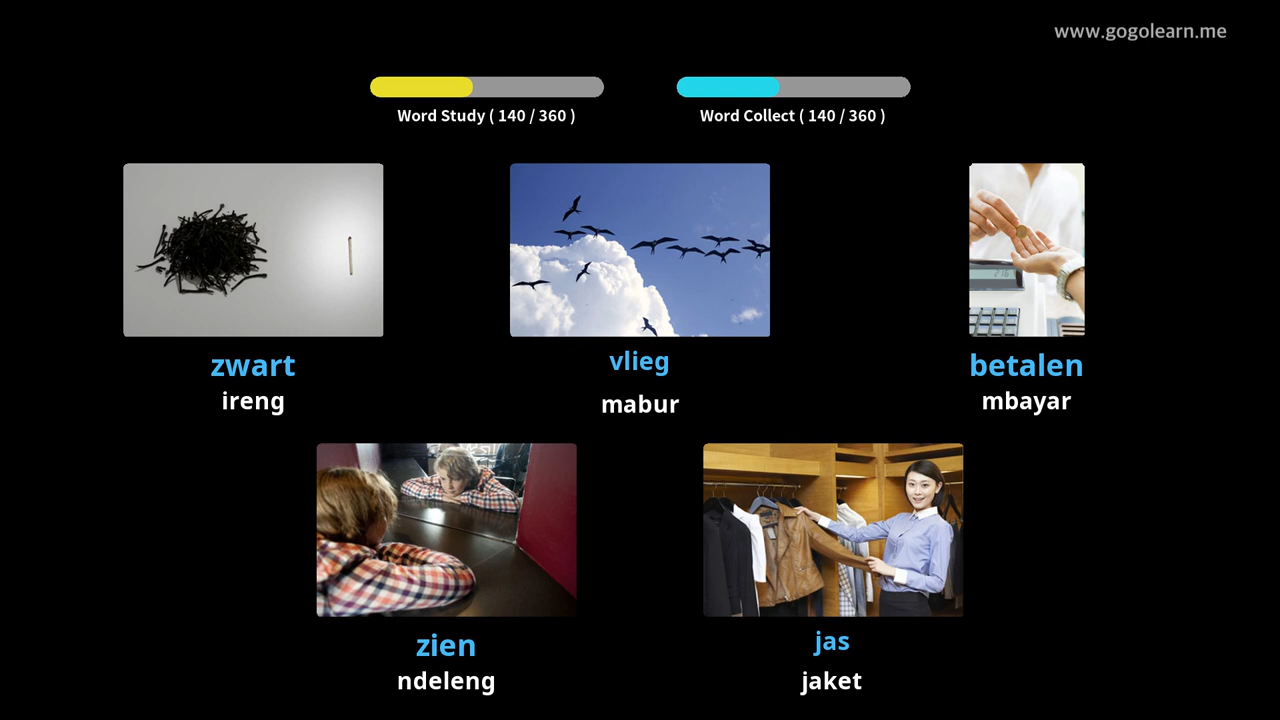 www.gogolearn.me
Word Study ( 140 / 360 )
Word Collect ( 140 / 360 )
zwart
ireng
vlieg
mabur
betalen
mbayar
zien
ndeleng
jas
jaket